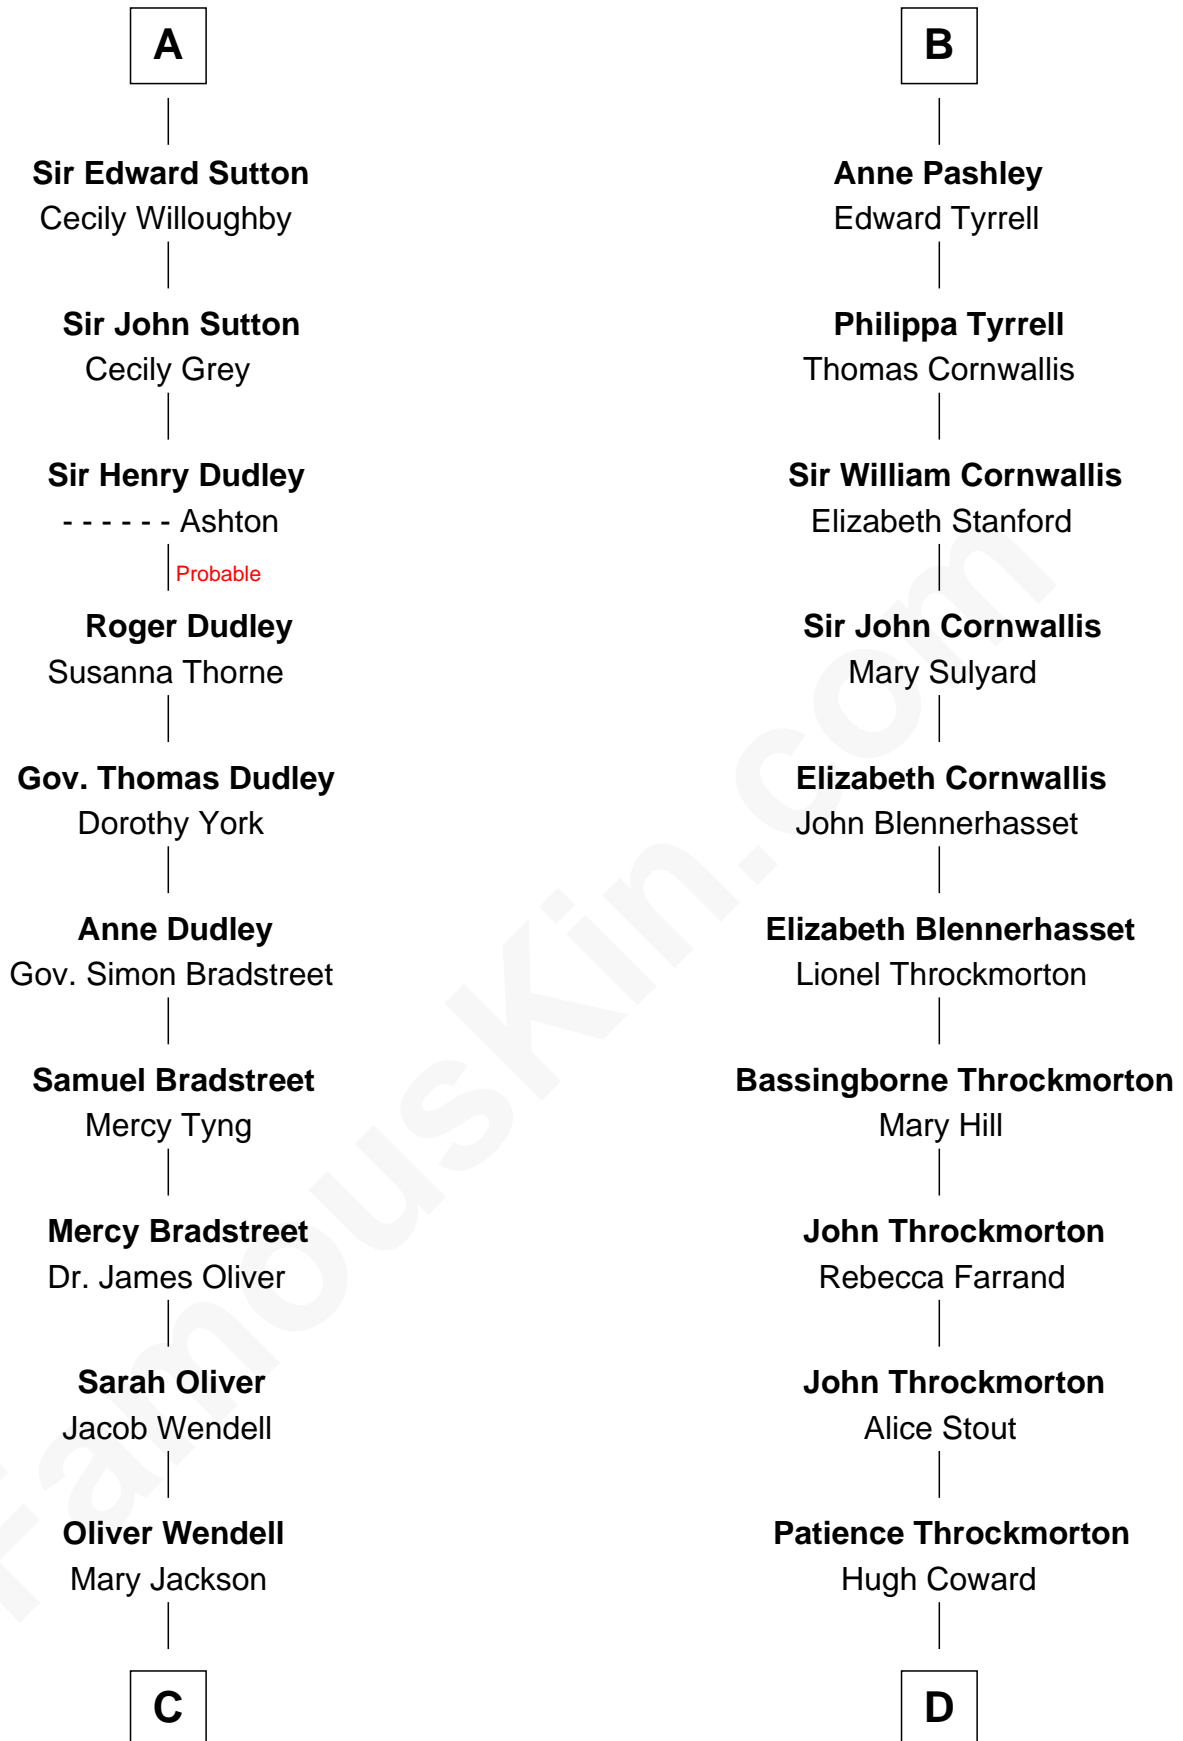 A
Sir Edward Sutton
Cecily Willoughby
Sir John Sutton
Cecily Grey
Sir Henry Dudley
- - - - - - Ashton
Probable
Roger Dudley
Susanna Thorne
Gov. Thomas Dudley
Dorothy York
Anne Dudley
Gov. Simon Bradstreet
Samuel Bradstreet
Mercy Tyng
Mercy Bradstreet
Dr. James Oliver
Sarah Oliver
Jacob Wendell
Oliver Wendell
Mary Jackson
C
B
Anne Pashley
Edward Tyrrell
Philippa Tyrrell
Thomas Cornwallis
Sir William Cornwallis
Elizabeth Stanford
Sir John Cornwallis
Mary Sulyard
Elizabeth Cornwallis
John Blennerhasset
Elizabeth Blennerhasset
Lionel Throckmorton
Bassingborne Throckmorton
Mary Hill
John Throckmorton
Rebecca Farrand
John Throckmorton
Alice Stout
Patience Throckmorton
Hugh Coward
D
FamousKin.com